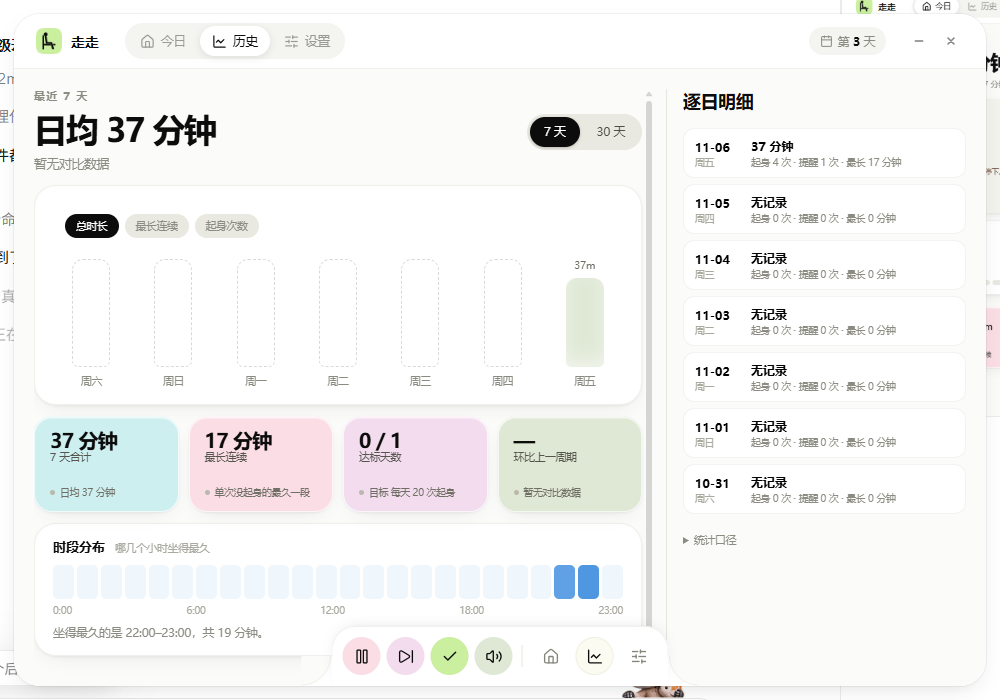 走走 今日 历史
走走 今日 历史 设置 第 3 天
最近 7 天
日均 37 分钟
暂无对比数据
7 天 30 天
总时长 最长连续 起身次数
37m
周六 周日 周一 周二 周三 周四 周五
37 分钟
7 天合计
日均 37 分钟
17 分钟
最长连续
单次没起身的最久一段
0 / 1
达标天数
目标 每天 20 次起身
—
环比上一周期
暂无对比数据
时段分布 哪几个小时坐得最久
0:00 6:00 12:00 18:00 23:00
坐得最久的是 22:00–23:00，共 19 分钟。
逐日明细
11-06 37 分钟
周五 起身 4 次 · 提醒 1 次 · 最长 17 分钟
11-05 无记录
周四 起身 0 次 · 提醒 0 次 · 最长 0 分钟
11-04 无记录
周三 起身 0 次 · 提醒 0 次 · 最长 0 分钟
11-03 无记录
周二 起身 0 次 · 提醒 0 次 · 最长 0 分钟
11-02 无记录
周一 起身 0 次 · 提醒 0 次 · 最长 0 分钟
11-01 无记录
周日 起身 0 次 · 提醒 0 次 · 最长 0 分钟
10-31 无记录
周六 起身 0 次 · 提醒 0 次 · 最长 0 分钟
统计口径